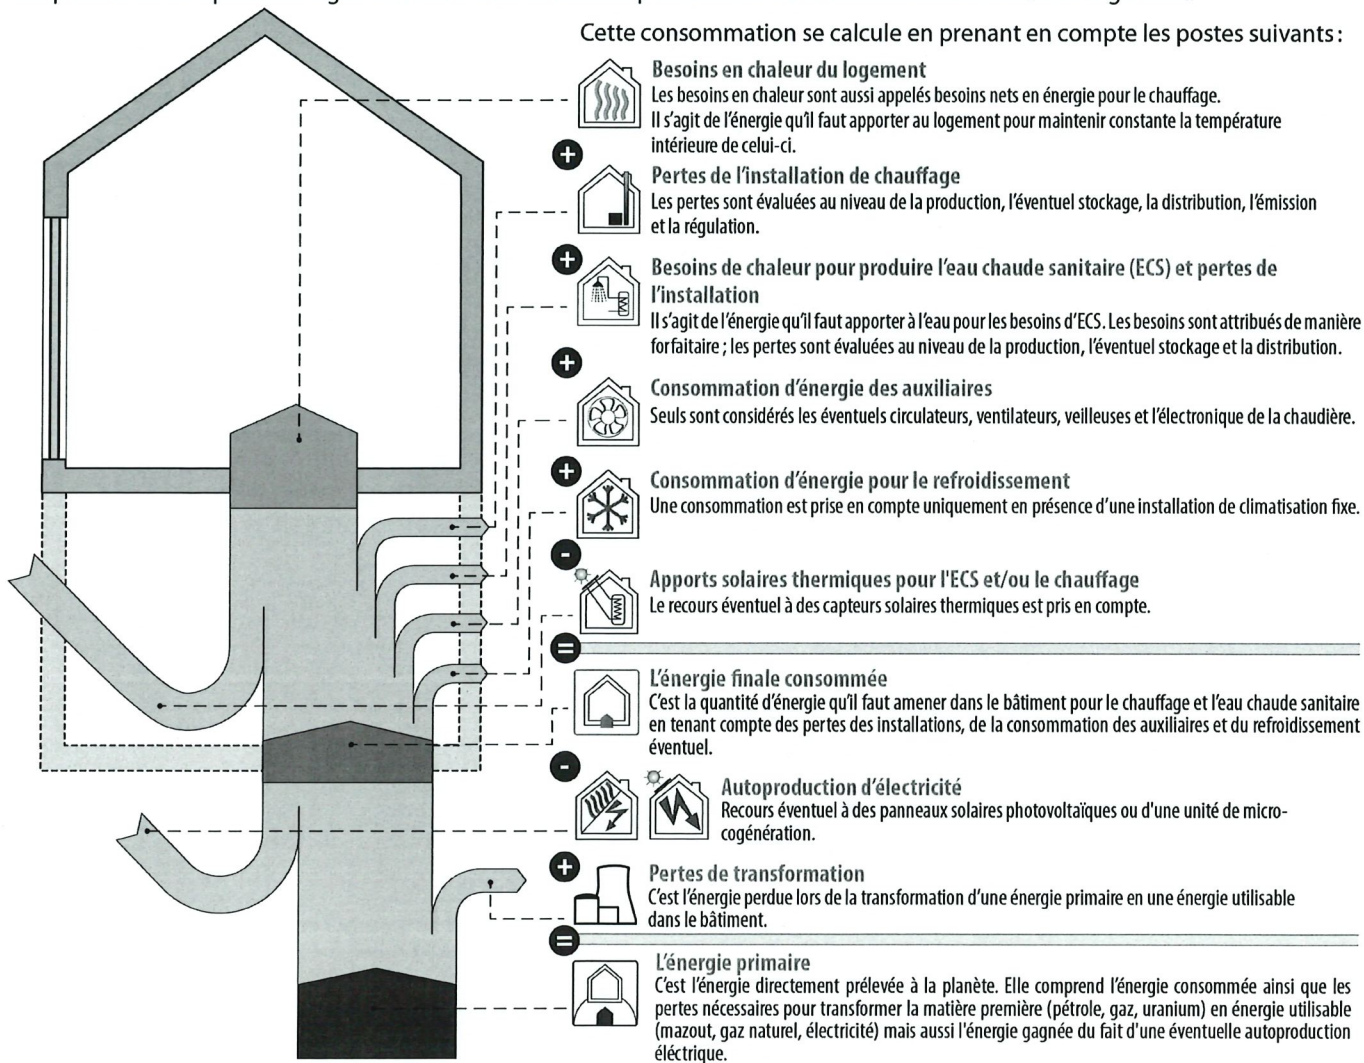 Cette consommation se calcule en prenant en compte les postes suivants :
Besoins en chaleur du logement
Les besoins en chaleur sont aussi appelés besoins nets en énergie pour le chauffage.
Il s'agit de l'énergie qu'il faut apporter au logement pour maintenir constante la température
intérieure de celui-ci.
+
Pertes de l'installation de chauffage
Les pertes sont évaluées au niveau de la production, l'éventuel stockage, la distribution, l'émission
et la régulation.
+
Besoins de chaleur pour produire l'eau chaude sanitaire (ECS) et pertes de
l'installation
Il s'agit de l'énergie qu'il faut apporter à l'eau pour les besoins d'ECS. Les besoins sont attribués de manière
forfaitaire ; les pertes sont évaluées au niveau de la production, l'éventuel stockage et la distribution.
+
Consommation d'énergie des auxiliaires
Seuls sont considérés les éventuels circulateurs, ventilateurs, veilleuses et l'électronique de la chaudière.
+
Consommation d'énergie pour le refroidissement
Une consommation est prise en compte uniquement en présence d'une installation de climatisation fixe.
-
Apports solaires thermiques pour l'ECS et/ou le chauffage
Le recours éventuel à des capteurs solaires thermiques est pris en compte.
=
L'énergie finale consommée
C'est la quantité d'énergie qu'il faut amener dans le bâtiment pour le chauffage et l'eau chaude sanitaire
en tenant compte des pertes des installations, de la consommation des auxiliaires et du refroidissement
éventuel.
-
Autoproduction d'électricité
Recours éventuel à des panneaux solaires photovoltaïques ou d'une unité de micro-
cogénération.
+
Pertes de transformation
C'est l'énergie perdue lors de la transformation d'une énergie primaire en une énergie utilisable
dans le bâtiment.
=
L'énergie primaire
C'est l'énergie directement prélevée à la planète. Elle comprend l'énergie consommée ainsi que les
pertes nécessaires pour transformer la matière première (pétrole, gaz, uranium) en énergie utilisable
(mazout, gaz naturel, électricité) mais aussi l'énergie gagnée du fait d'une éventuelle autoproduction
éléctrique.